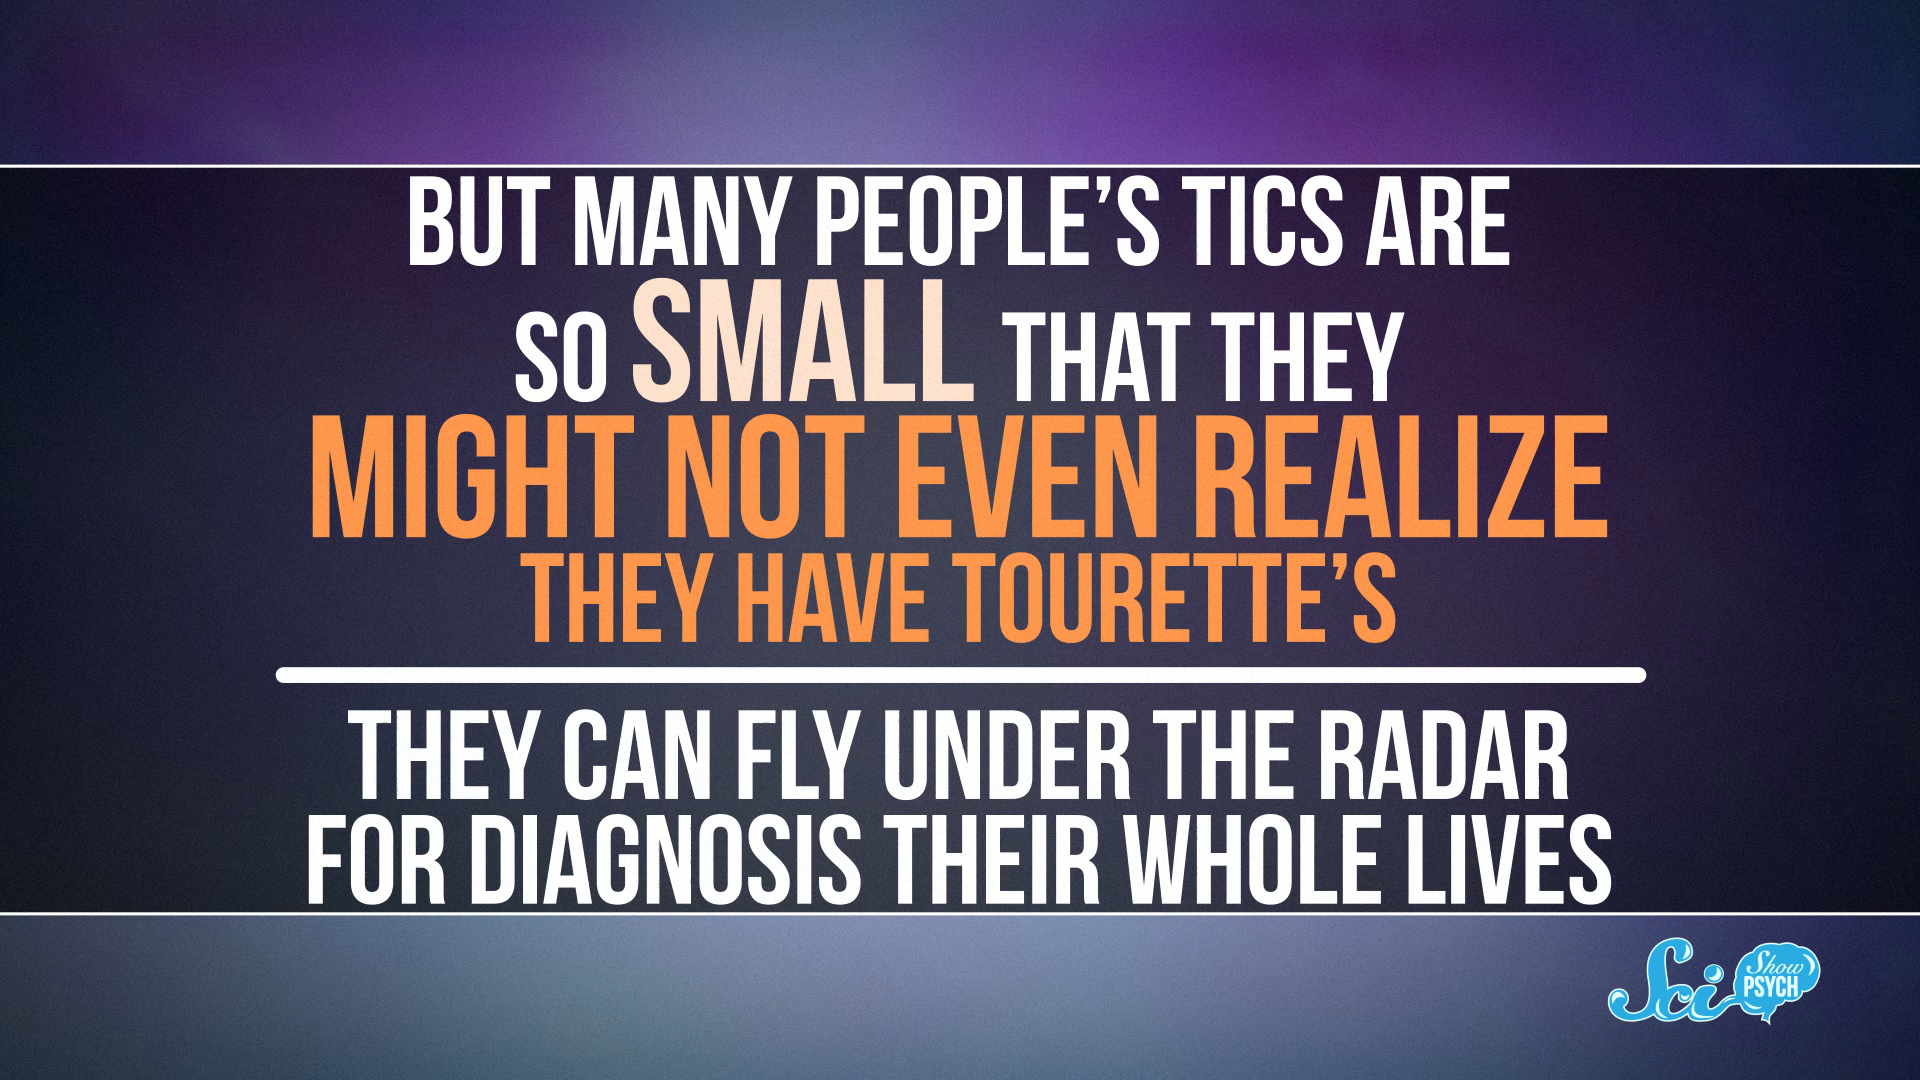 BUT MANY PEOPLE’S TICS ARE
SO SMALL THAT THEY
MIGHT NOT EVEN REALIZE
THEY HAVE TOURETTE’S
THEY CAN FLY UNDER THE RADAR
FOR DIAGNOSIS THEIR WHOLE LIVES
Sci Show
PSYCH